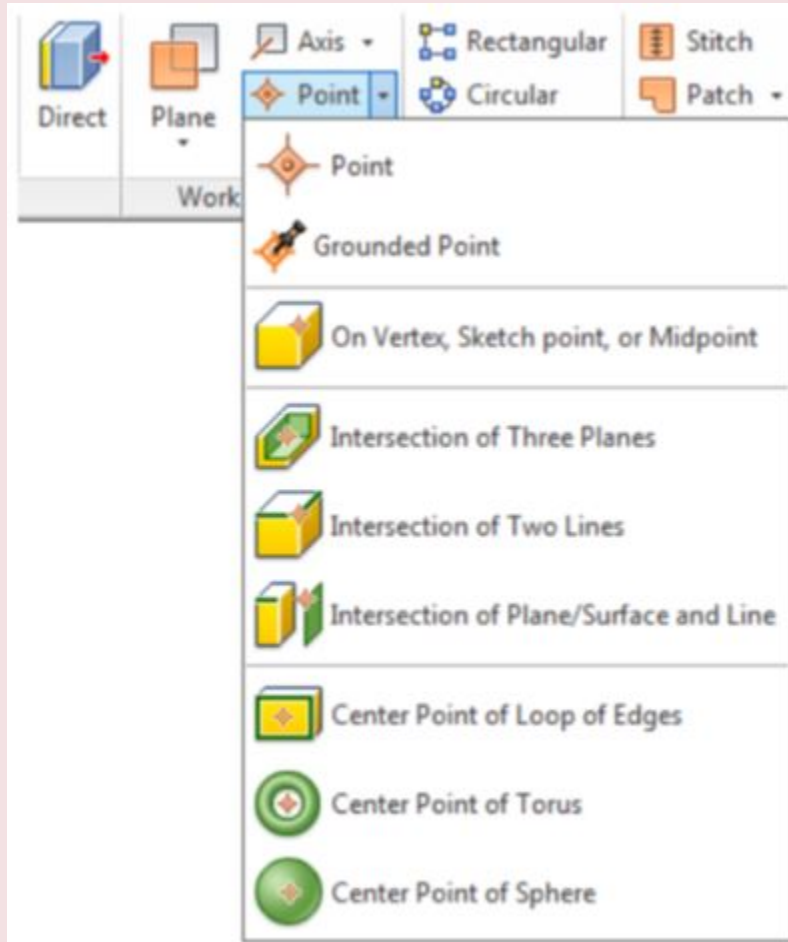 Direct
Plane
Axis
Point
Rectangular
Circular
Stitch
Patch
Work
Point
Grounded Point
On Vertex, Sketch point, or Midpoint
Intersection of Three Planes
Intersection of Two Lines
Intersection of Plane/Surface and Line
Center Point of Loop of Edges
Center Point of Torus
Center Point of Sphere